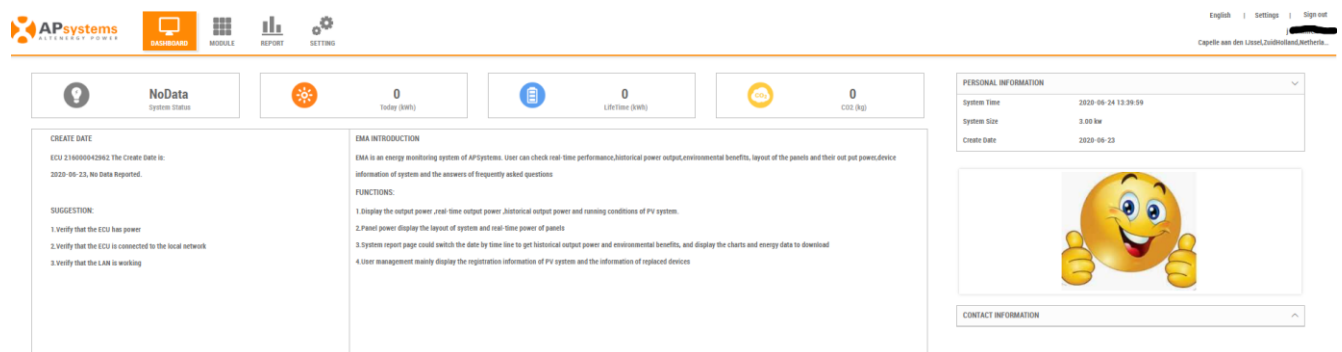 English | Settings | Sign out
APsystems
ALTENERGY POWER
DASHBOARD
MODULE
REPORT
SETTING
Capelle aan den IJssel,ZuidHolland,Netherla...
NoData
System Status
0
Today (kWh)
0
LifeTime (kWh)
CO₂
0
CO2 (kg)
CREATE DATE
ECU 216000042962 The Create Date is:
2020-06-23, No Data Reported.
SUGGESTION:
1.Verify that the ECU has power
2.Verify that the ECU is connected to the local network
3.Verify that the LAN is working
EMA INTRODUCTION
EMA is an energy monitoring system of APSystems. User can check real-time performance,historical power output,environmental benefits, layout of the panels and their out put power,device
information of system and the answers of frequently asked questions
FUNCTIONS:
1.Display the output power ,real-time output power ,historical output power and running conditions of PV system.
2.Panel power display the layout of system and real-time power of panels
3.System report page could switch the date by time line to get historical output power and environmental benefits, and display the charts and energy data to download
4.User management mainly display the registration information of PV system and the information of replaced devices
PERSONAL INFORMATION
System Time 2020-06-24 13:39:59
System Size 3.00 kw
Create Date 2020-06-23
CONTACT INFORMATION